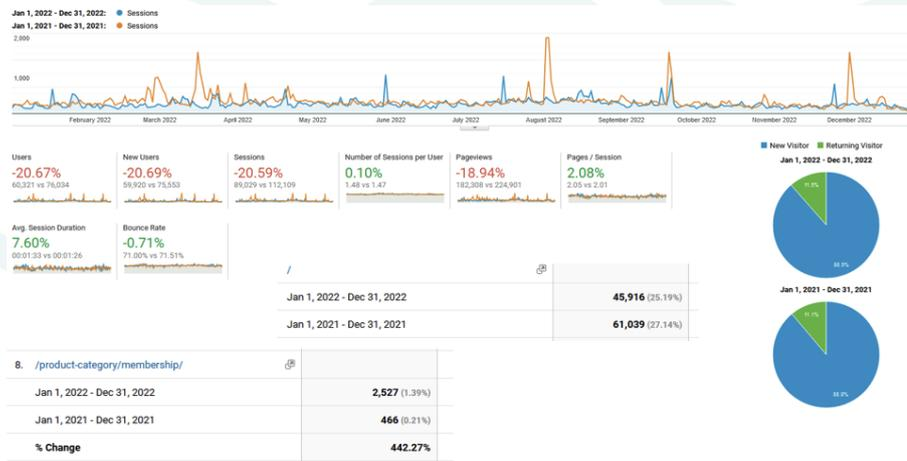 Jan 1, 2022 - Dec 31, 2022: Sessions
Jan 1, 2021 - Dec 31, 2021: Sessions
2,000
1,000
February 2022 March 2022 April 2022 May 2022 June 2022 July 2022 August 2022 September 2022 October 2022 November 2022 December 2022
Users
-20.67%
60,321 vs 76,034
New Users
-20.69%
59,920 vs 75,553
Sessions
-20.59%
89,029 vs 112,109
Number of Sessions per User
0.10%
1.48 vs 1.47
Pageviews
-18.94%
182,308 vs 224,901
Pages / Session
2.08%
2.05 vs 2.01
Avg. Session Duration
7.60%
00:01:33 vs 00:01:26
Bounce Rate
-0.71%
71.00% vs 71.51%
New Visitor Returning Visitor
Jan 1, 2022 - Dec 31, 2022
11.5%
88.5%
Jan 1, 2021 - Dec 31, 2021
11.1%
88.9%
/
Jan 1, 2022 - Dec 31, 2022 45,916 (25.19%)
Jan 1, 2021 - Dec 31, 2021 61,039 (27.14%)
8. /product-category/membership/
Jan 1, 2022 - Dec 31, 2022 2,527 (1.39%)
Jan 1, 2021 - Dec 31, 2021 466 (0.21%)
% Change 442.27%